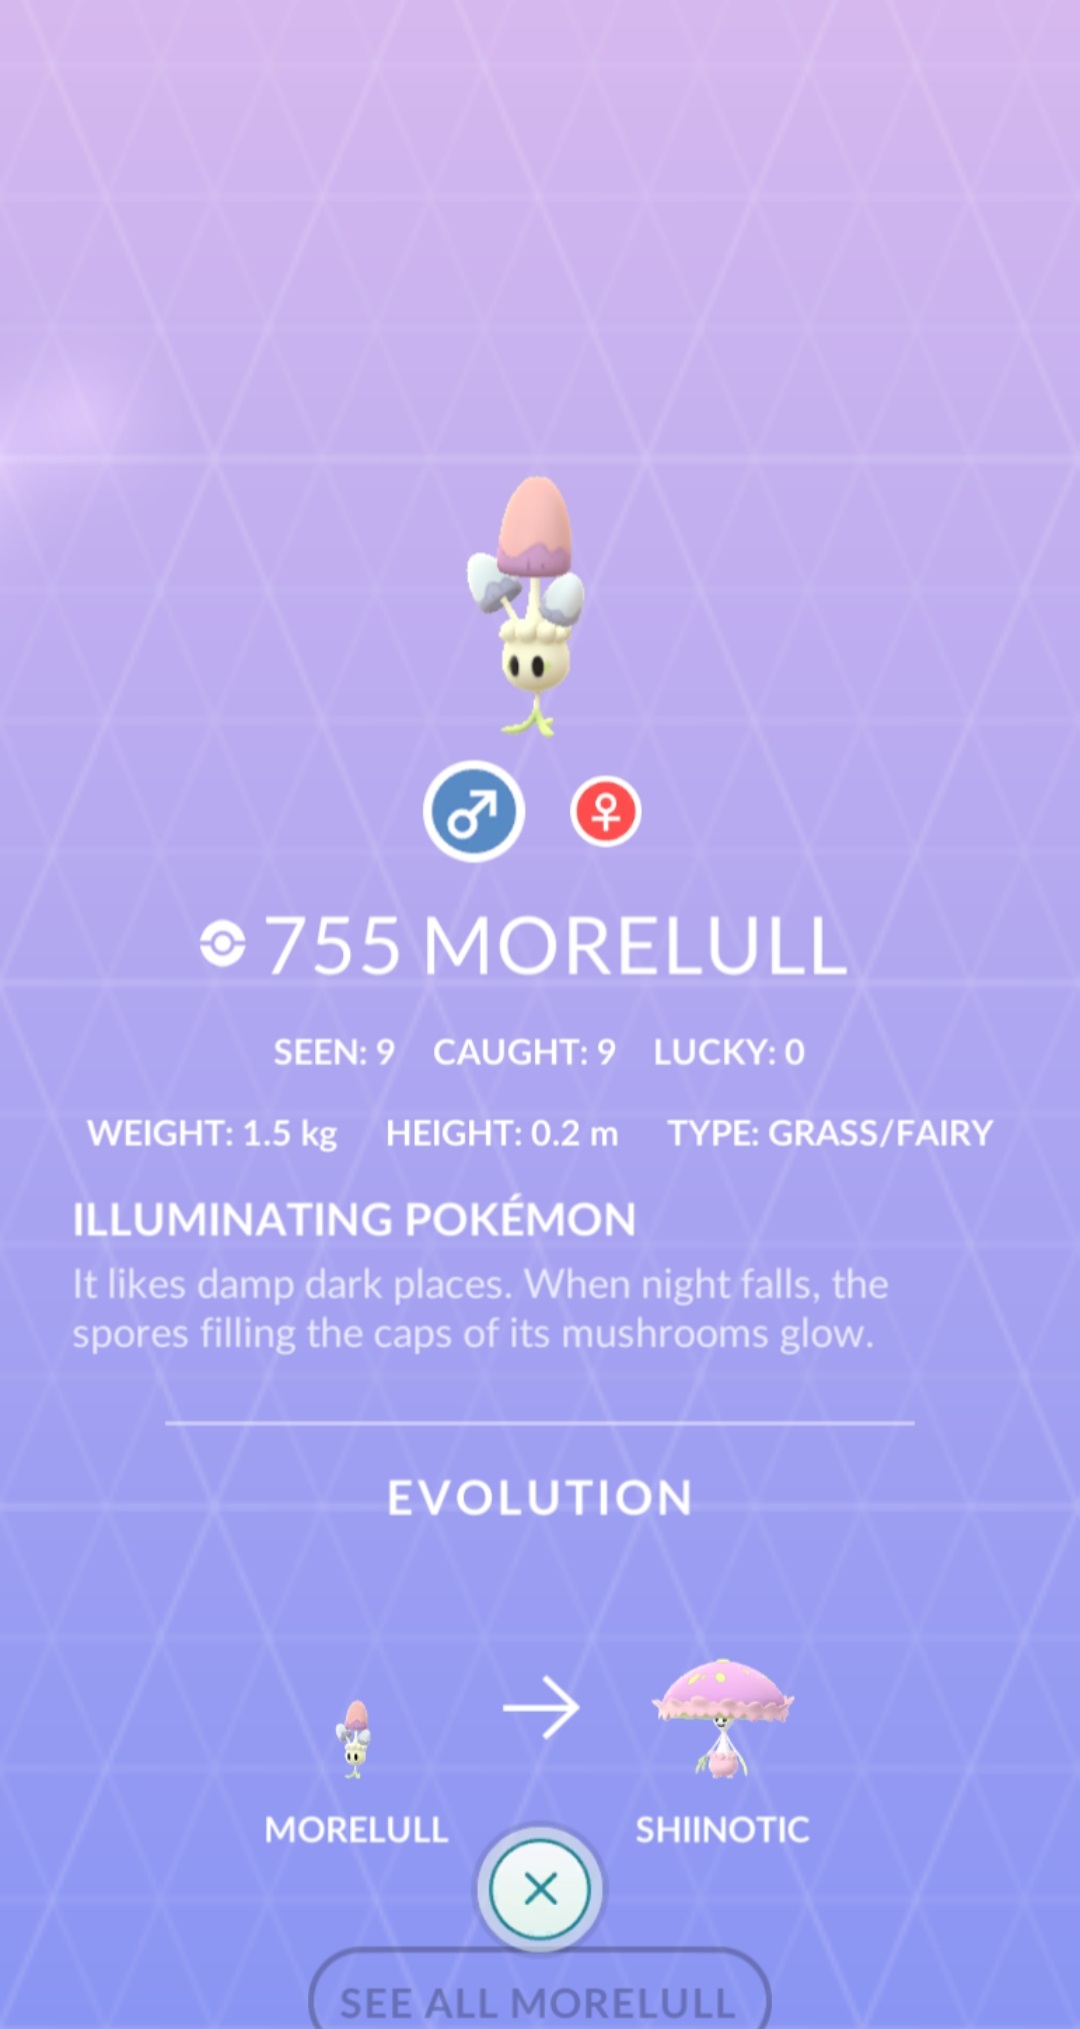 755 MORELULL
SEEN: 9 CAUGHT: 9 LUCKY: 0
WEIGHT: 1.5 kg HEIGHT: 0.2 m TYPE: GRASS/FAIRY
ILLUMINATING POKÉMON
It likes damp dark places. When night falls, the
spores filling the caps of its mushrooms glow.
EVOLUTION
MORELULL SHIINOTIC
SEE ALL MORELULL